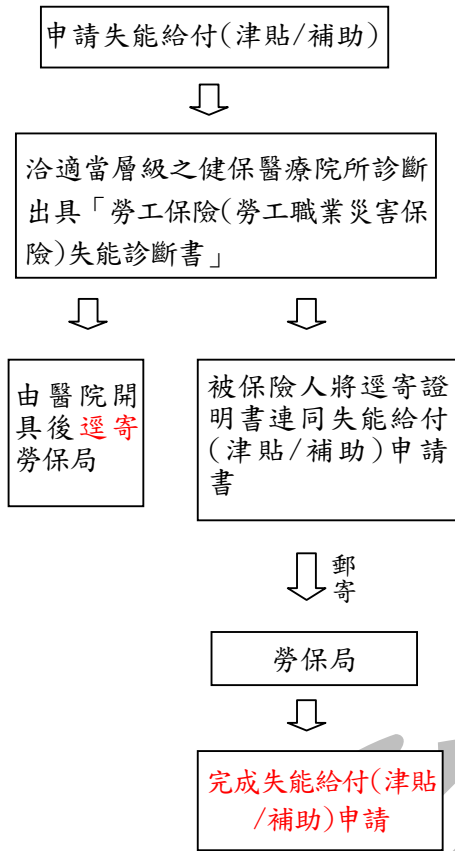 申請失能給付(津貼/補助)
洽適當層級之健保醫療院所診斷
出具「勞工保險(勞工職業災害保
險)失能診斷書」
由醫院開
具後逕寄
勞保局
被保險人將逕寄證
明書連同失能給付
(津貼/補助)申請
書
郵
寄
勞保局
完成失能給付(津貼
/補助)申請